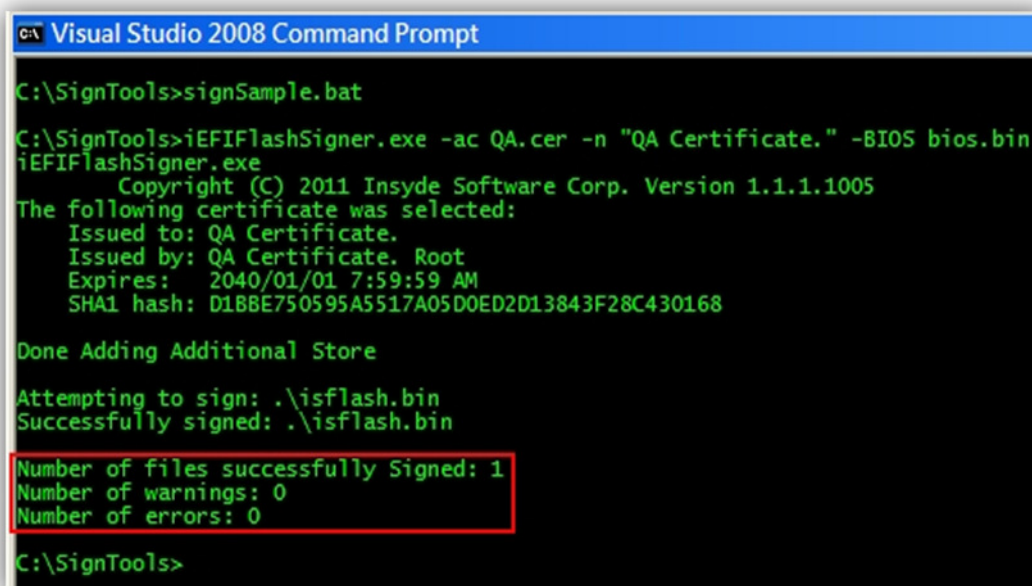 Visual Studio 2008 Command Prompt
C:\SignTools>signSample.bat
C:\SignTools>iEFIFlashSigner.exe -ac QA.cer -n "QA Certificate." -BIOS bios.bin
iEFIFlashSigner.exe
Copyright (C) 2011 Insyde Software Corp. Version 1.1.1.1005
The following certificate was selected:
Issued to: QA Certificate.
Issued by: QA Certificate. Root
Expires: 2040/01/01 7:59:59 AM
SHA1 hash: D1BBE750595A5517A05D0ED2D13843F28C430168
Done Adding Additional Store
Attempting to sign: .\isflash.bin
Successfully signed: .\isflash.bin
Number of files successfully Signed: 1
Number of warnings: 0
Number of errors: 0
C:\SignTools>